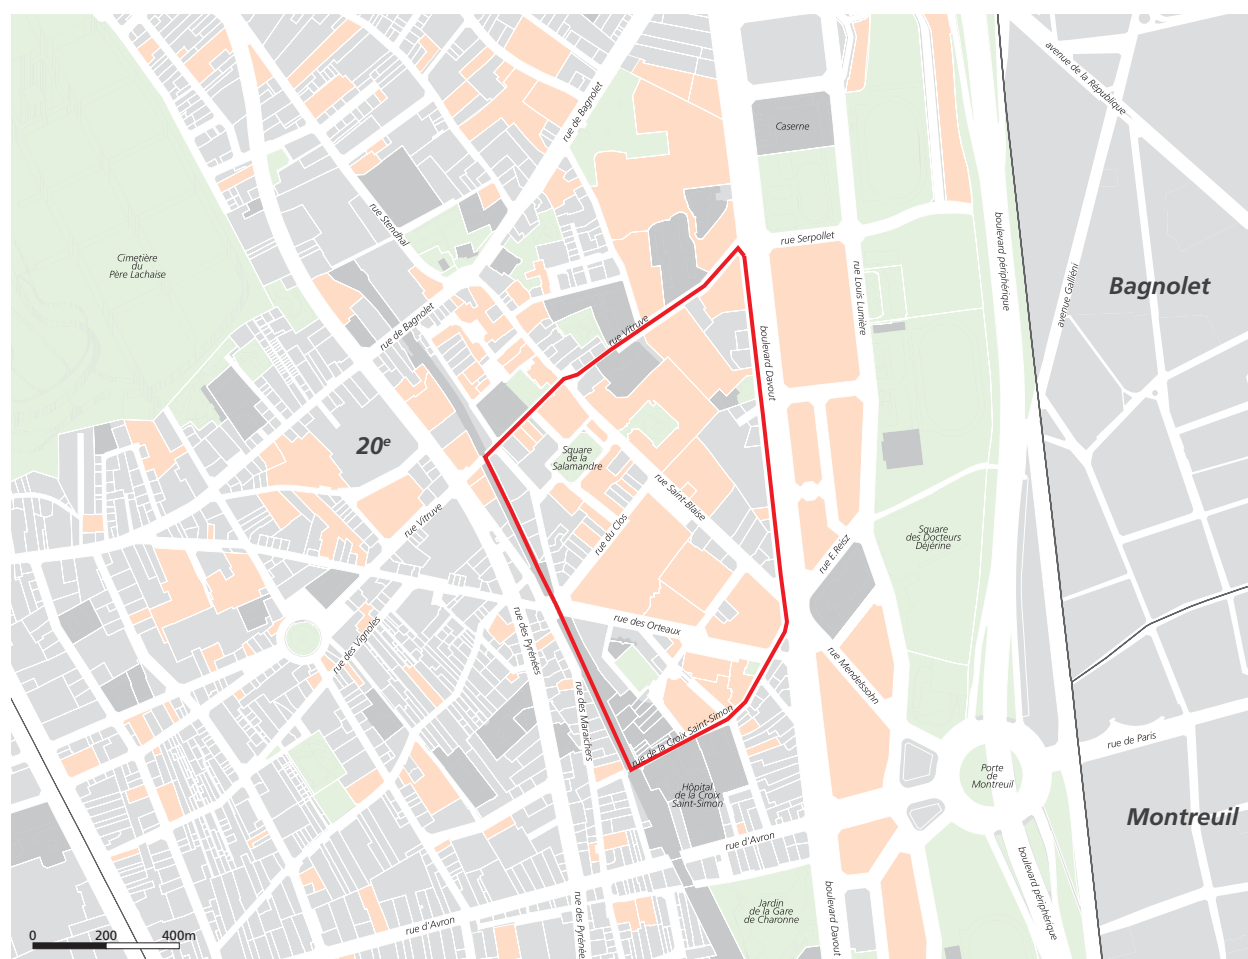 avenue de la République
rue de Bagnolet
Caserne
rue Stendhal
boulevard périphérique
rue Serpollet
Cimetière
du
Père Lachaise
rue Louis Lumière
avenue Galliéni
Bagnolet
rue de Bagnolet
rue Vitruve
boulevard Davout
20e
Square
de la
Salamandre
rue Saint-Blaise
rue Vitruve
rue du Clos
Square
des Docteurs
Déjérine
rue E.Reisz
rue des Orteaux
rue des Pyrénées
rue des Vignoles
rue Mendelssohn
rue des Maraichers
rue de la Croix Saint-Simon
rue de Paris
Porte
de
Montreuil
Hôpital
de la Croix
Saint-Simon
Montreuil
rue d'Avron
boulevard périphérique
Jardin
de la Gare
de Charonne
boulevard Davout
rue des Pyrénée
rue d'Avron
0 200 400m